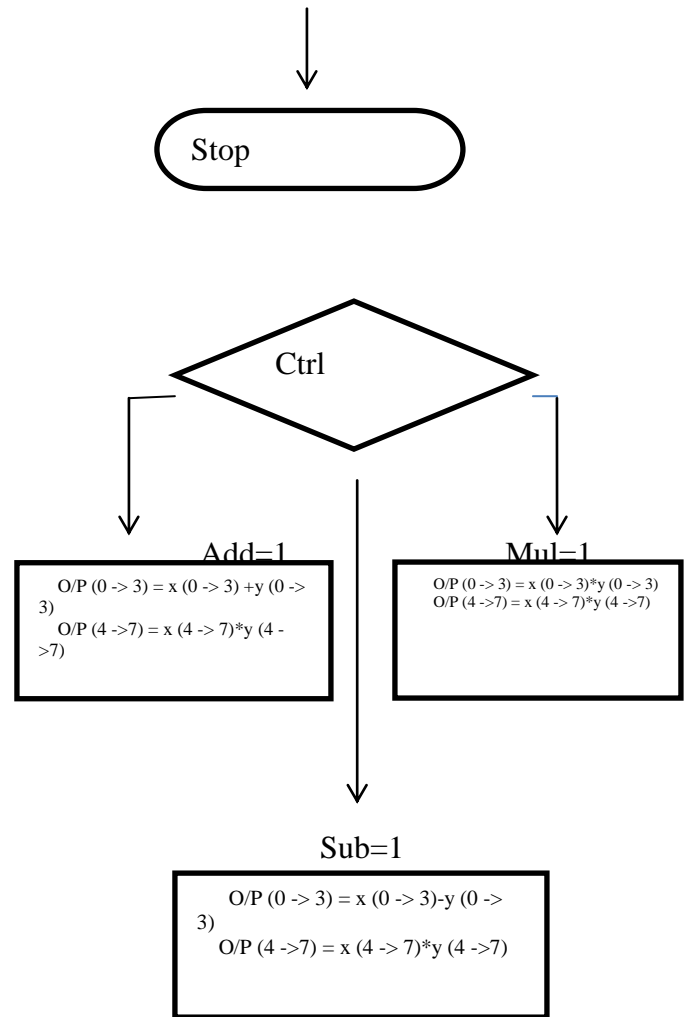 Stop
Ctrl
Add=1
O/P (0 -> 3) = x (0 -> 3) +y (0 ->
3)
O/P (4 ->7) = x (4 -> 7)*y (4 -
>7)
Mul=1
O/P (0 -> 3) = x (0 -> 3)*y (0 -> 3)
O/P (4 ->7) = x (4 -> 7)*y (4 ->7)
Sub=1
O/P (0 -> 3) = x (0 -> 3)-y (0 ->
3)
O/P (4 ->7) = x (4 -> 7)*y (4 ->7)